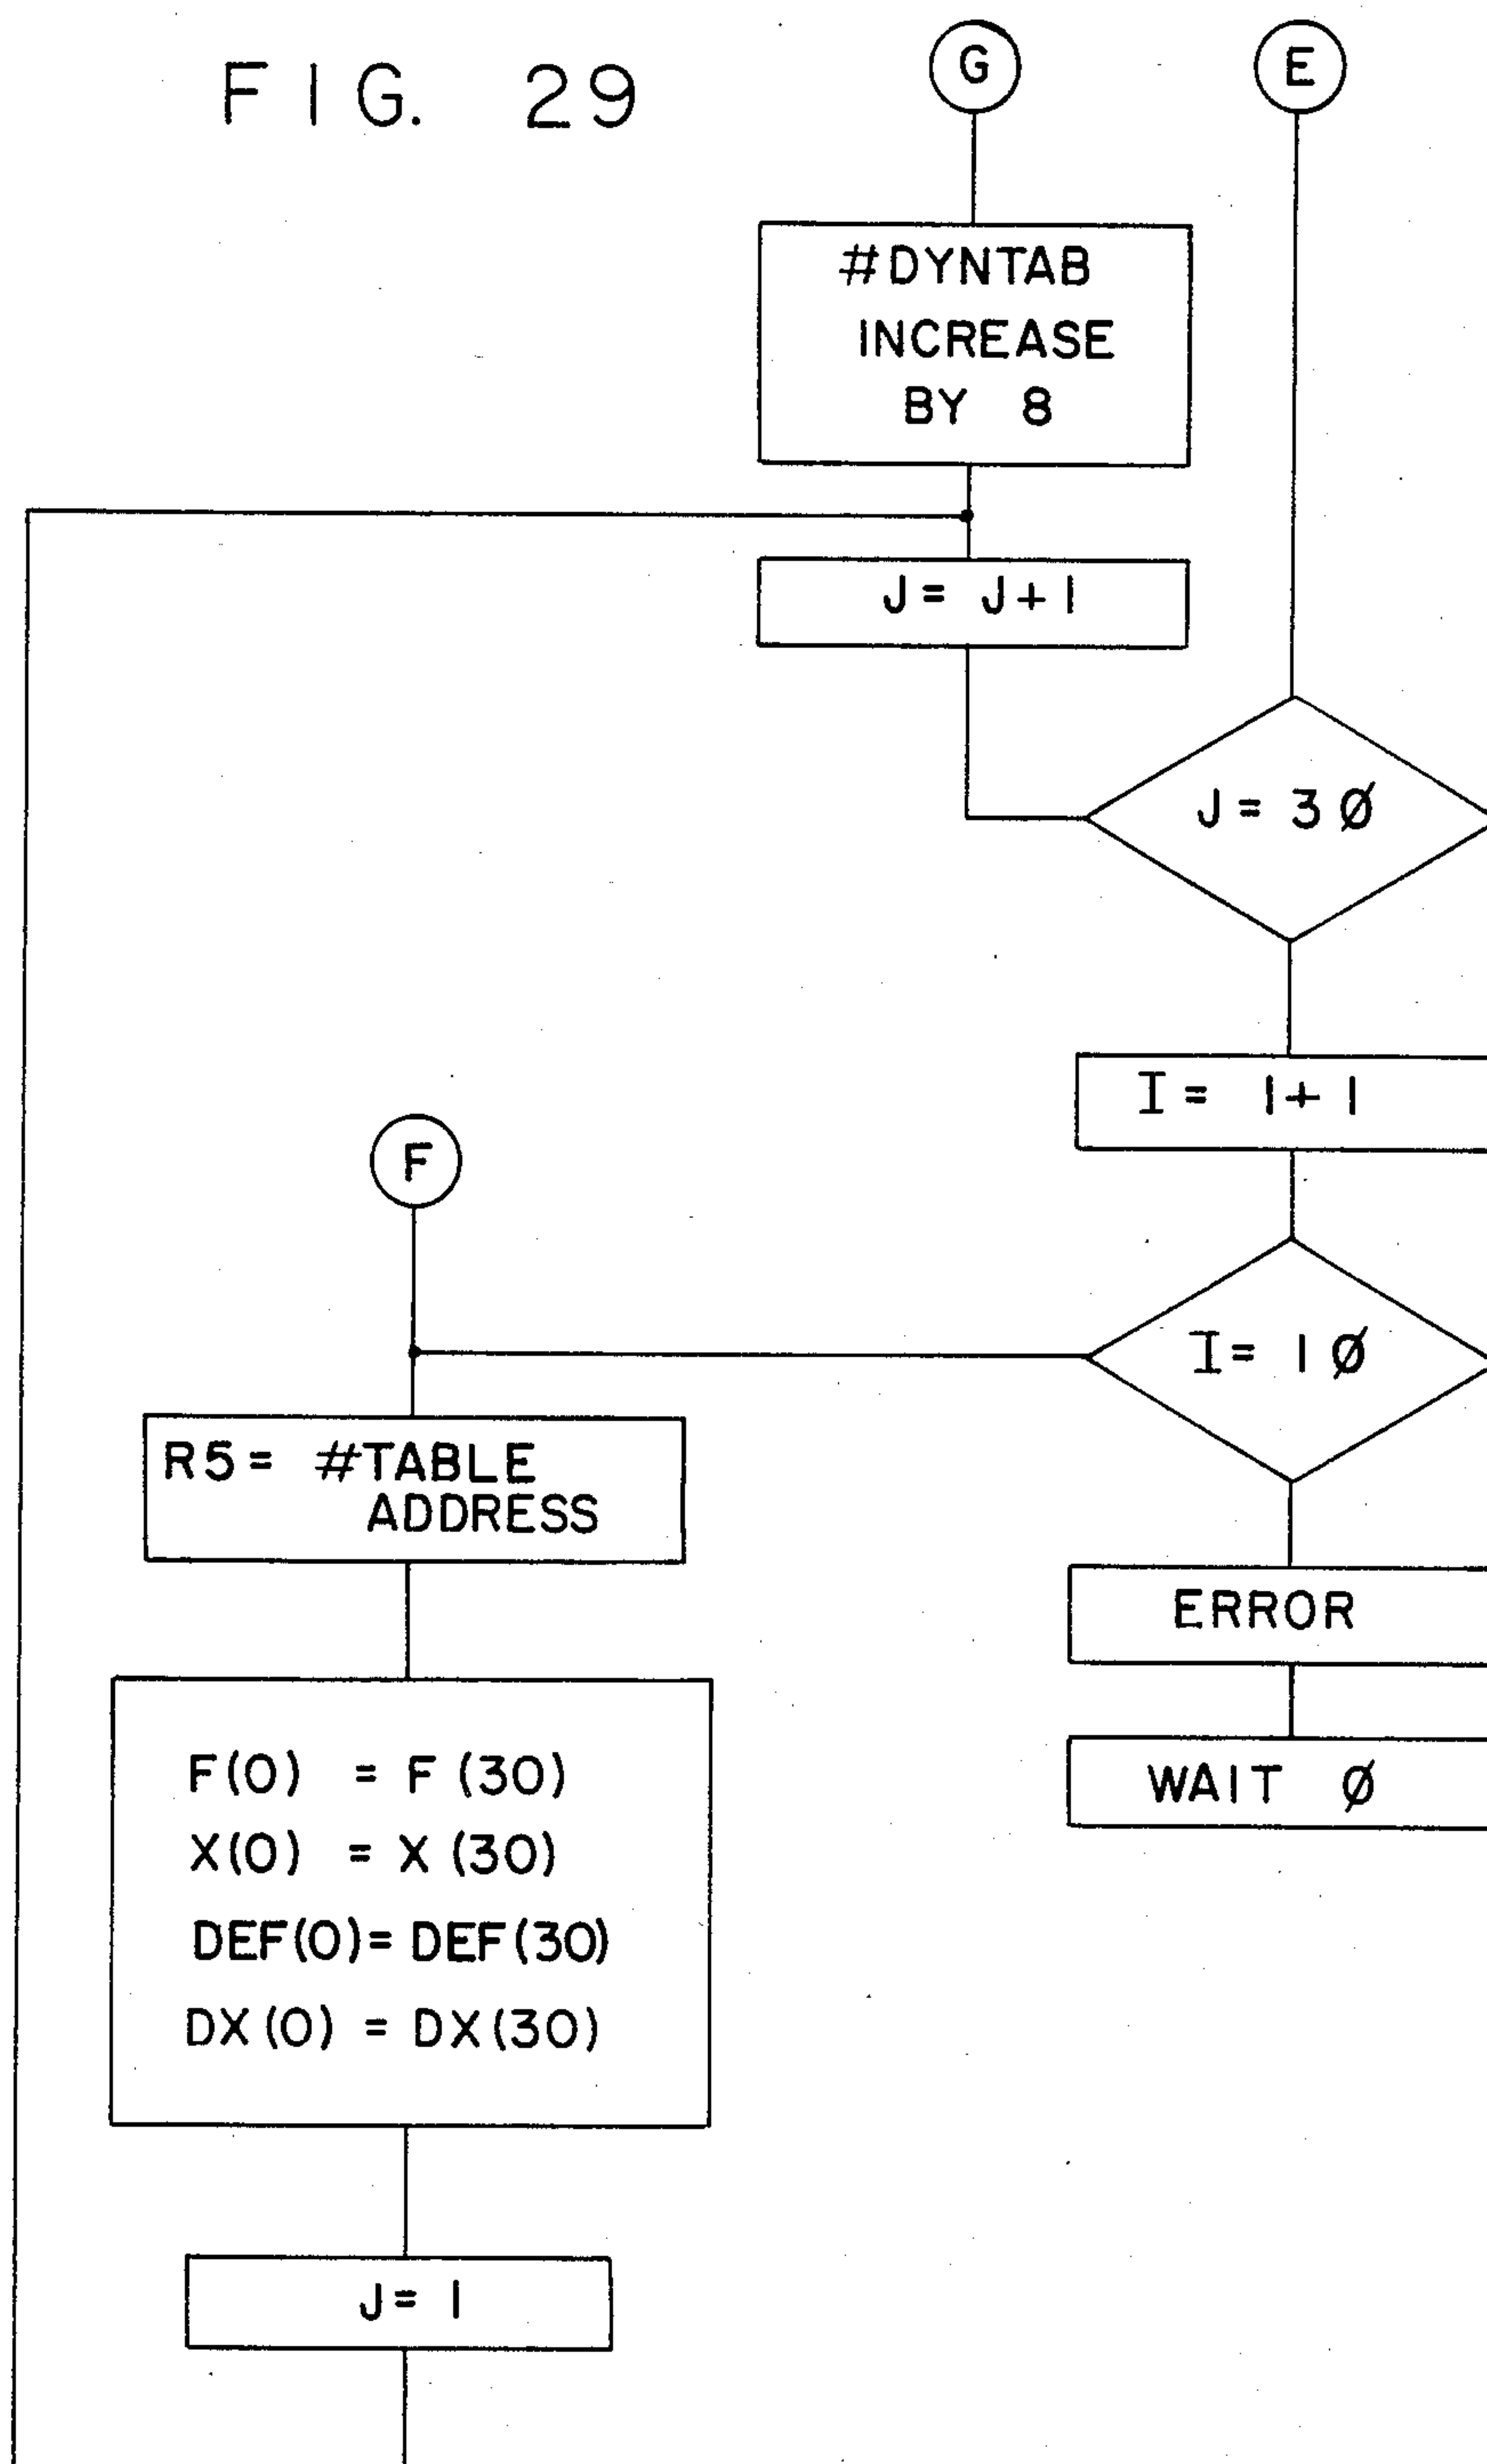 FIG. 29
G
E
#DYNTAB
INCREASE
BY 8
J= J+1
J= 3Ø
I= 1+1
F
I= 1Ø
R5= #TABLE
ADDRESS
ERROR
F(0) = F(30)
X(0) = X(30)
DEF(0)= DEF(30)
DX(0) = DX(30)
WAIT Ø
J= 1